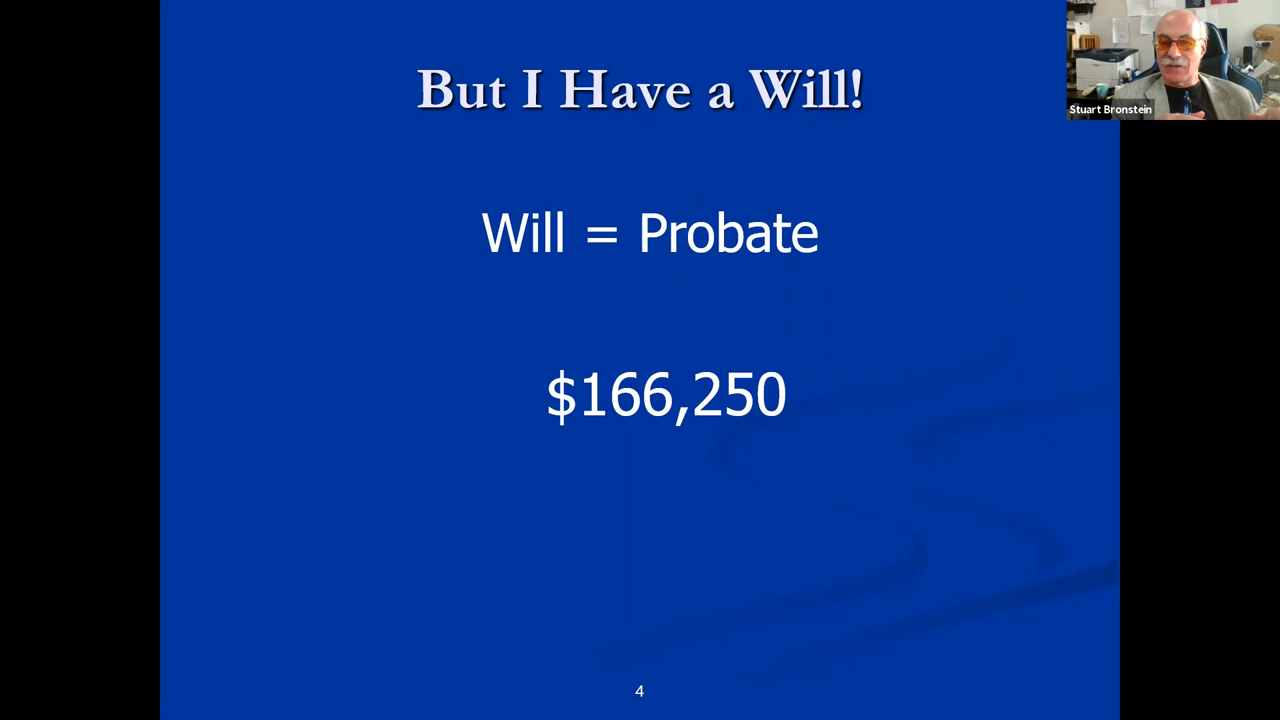 But I Have a Will!
Stuart Bronstein
Will = Probate
$166,250
4